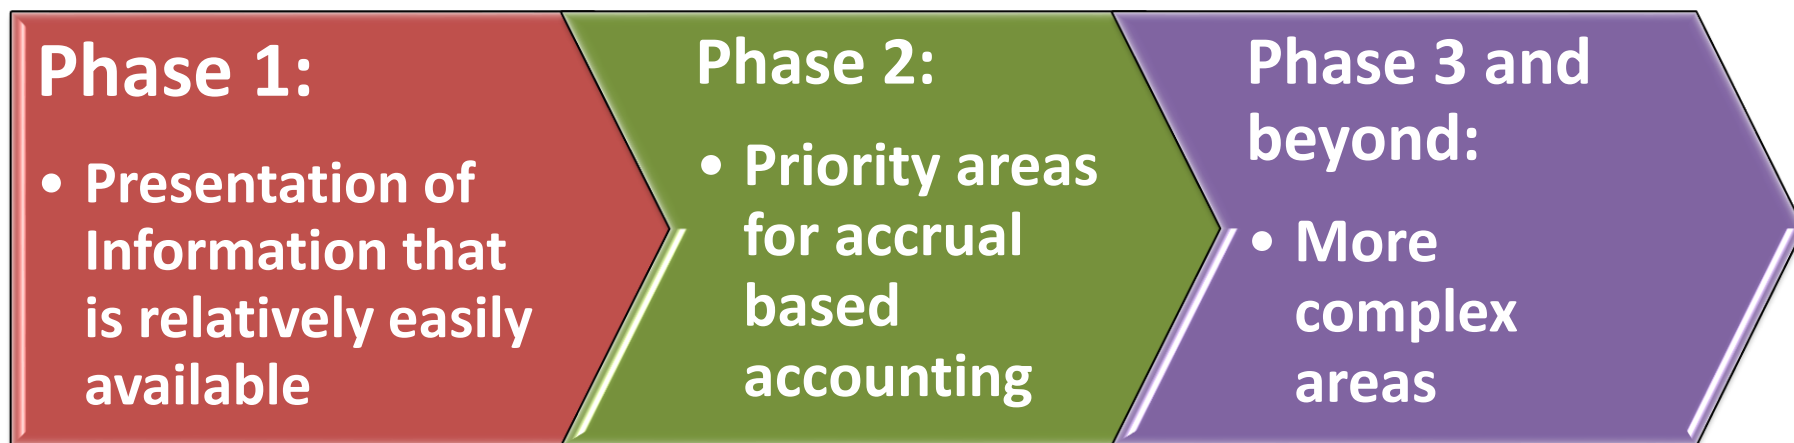 Phase 1:
• Presentation of
Information that
is relatively easily
available
Phase 2:
• Priority areas
for accrual
based
accounting
Phase 3 and
beyond:
• More
complex
areas